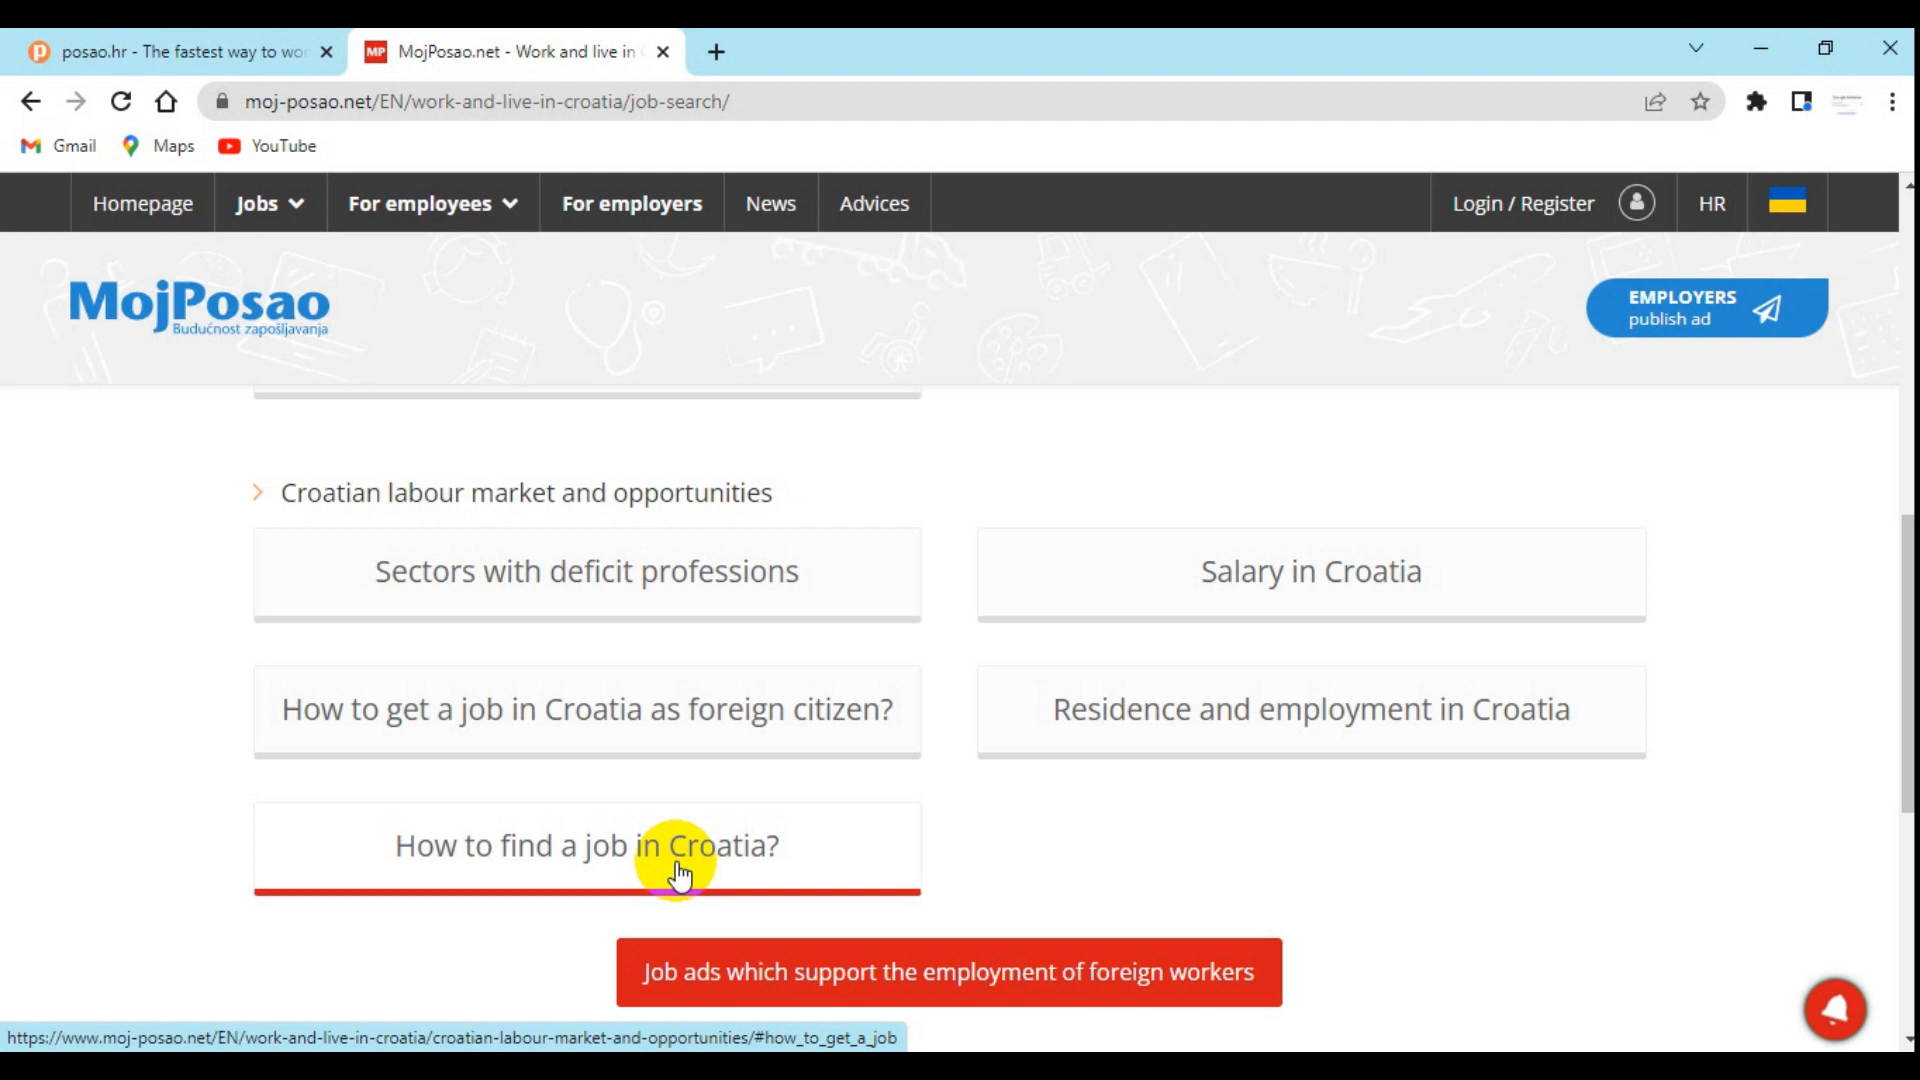 posao.hr - The fastest way to wo
MojPosao.net - Work and live in
moj-posao.net/EN/work-and-live-in-croatia/job-search/
Gmail
Maps
YouTube
Homepage
Jobs
For employees
For employers
News
Advices
Login / Register
HR
MojPosao
Budućnost zapošljavanja
EMPLOYERS
publish ad
Croatian labour market and opportunities
Sectors with deficit professions
Salary in Croatia
How to get a job in Croatia as foreign citizen?
Residence and employment in Croatia
How to find a job in Croatia?
Job ads which support the employment of foreign workers
https://www.moj-posao.net/EN/work-and-live-in-croatia/croatian-labour-market-and-opportunities/#how_to_get_a_job